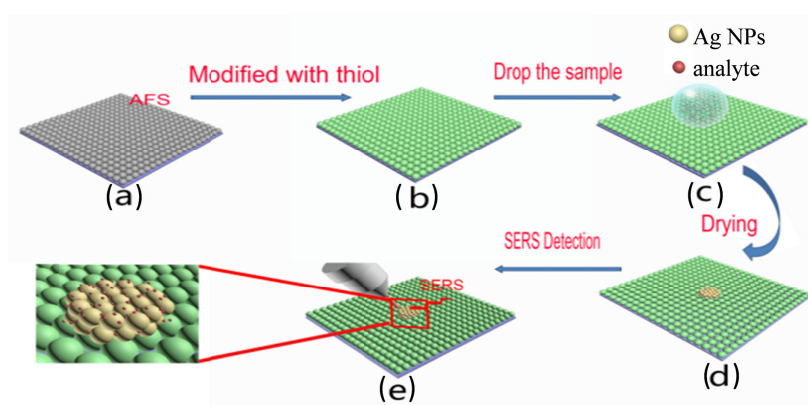 AFS
Modified with thiol
Drop the sample
Ag NPs
analyte
(a)
(b)
(c)
Drying
SERS Detection
SERS
(e)
(d)